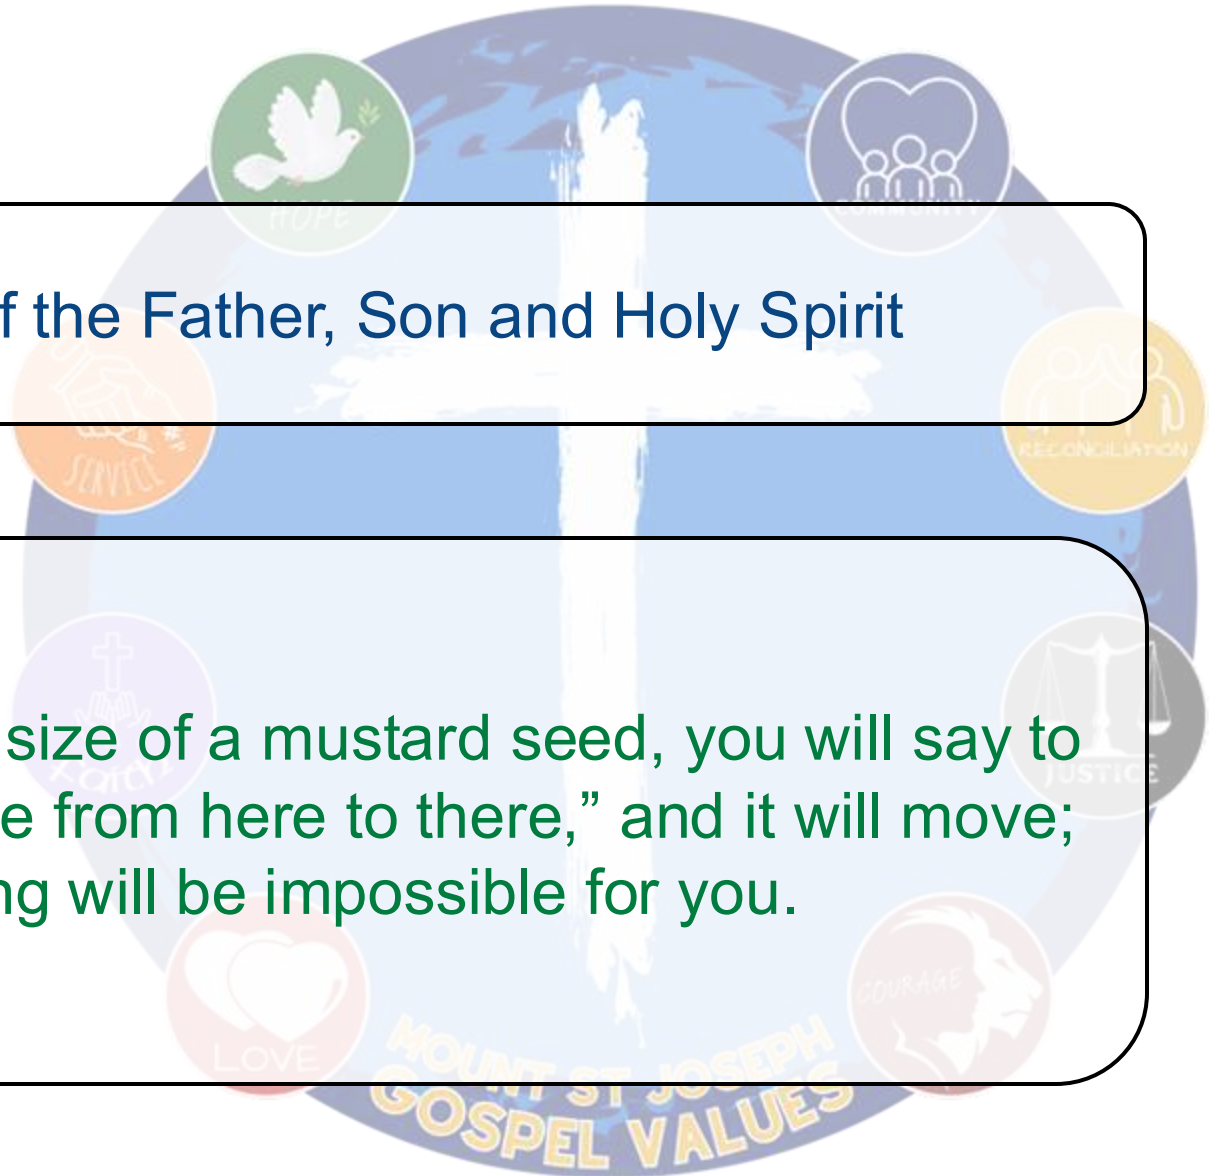 HOPE
COMMUNITY
f the Father, Son and Holy Spirit
SERVICE
RECONCILIATION
size of a mustard seed, you will say to
Faith
JUSTICE
e from here to there,” and it will move;
ng will be impossible for you.
COURAGE
LOVE
MOUNT ST JOSEPH
GOSPEL VALUES